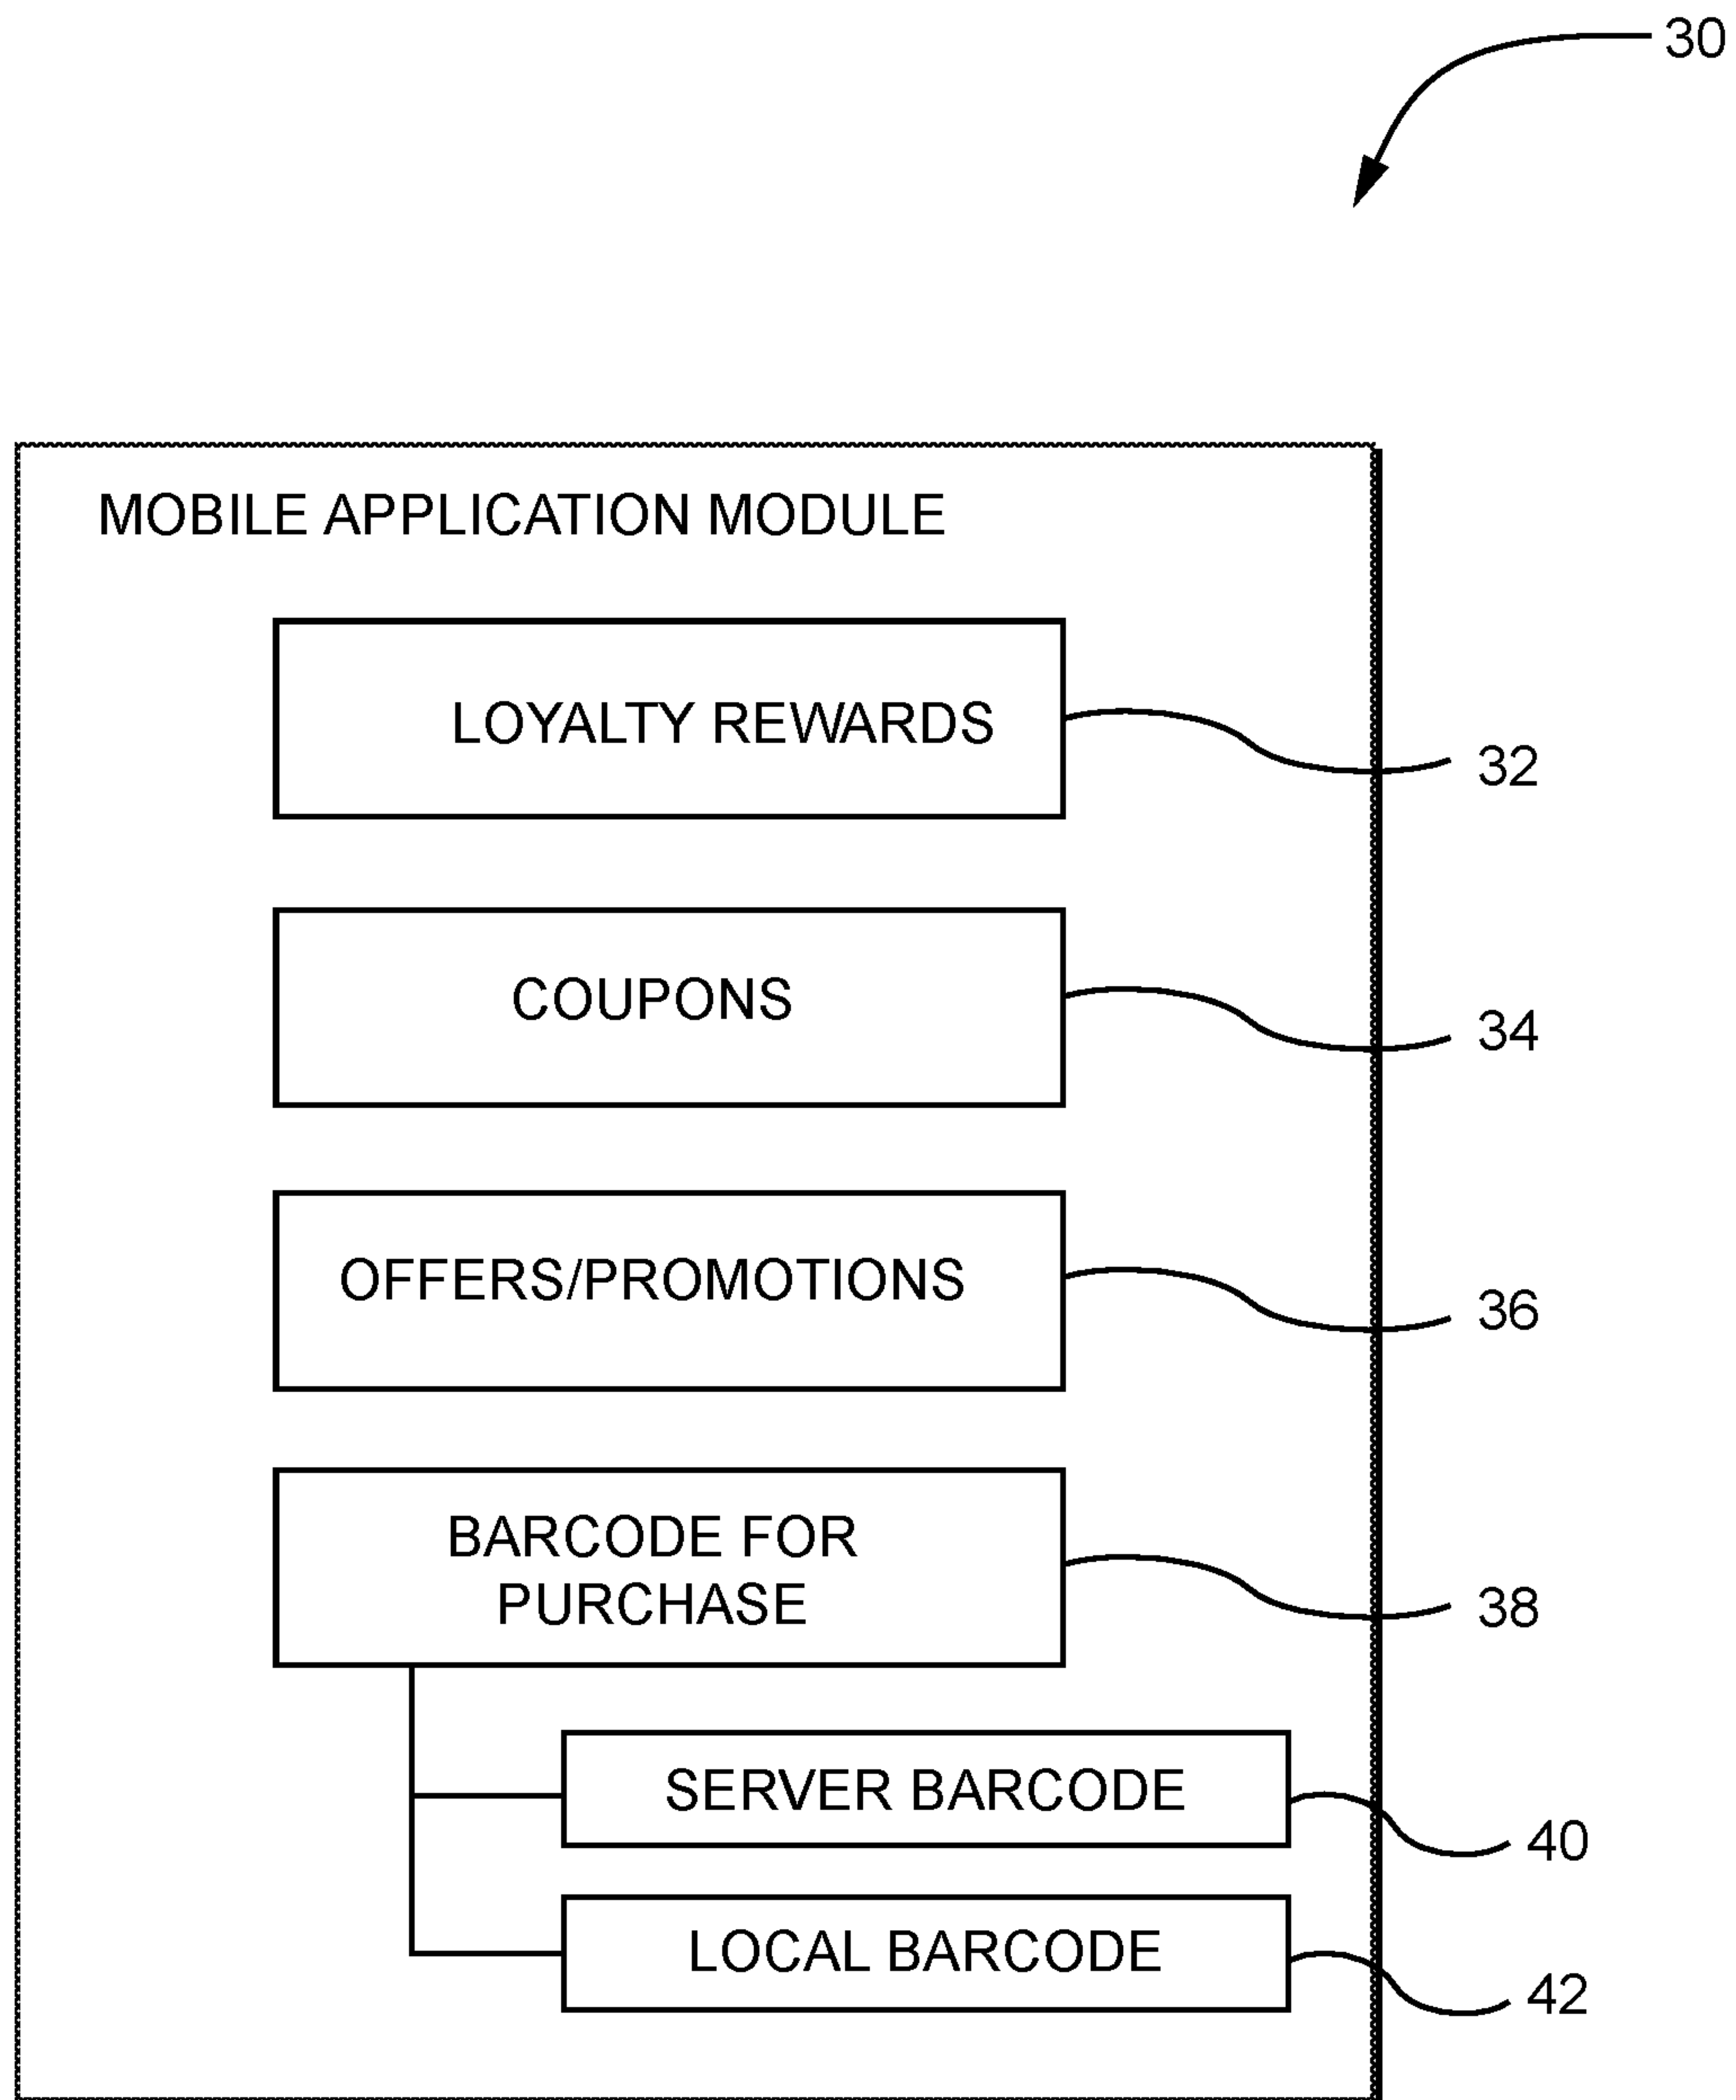 30
MOBILE APPLICATION MODULE
LOYALTY REWARDS
32
COUPONS
34
OFFERS/PROMOTIONS
36
BARCODE FOR
PURCHASE
38
SERVER BARCODE
40
LOCAL BARCODE
42